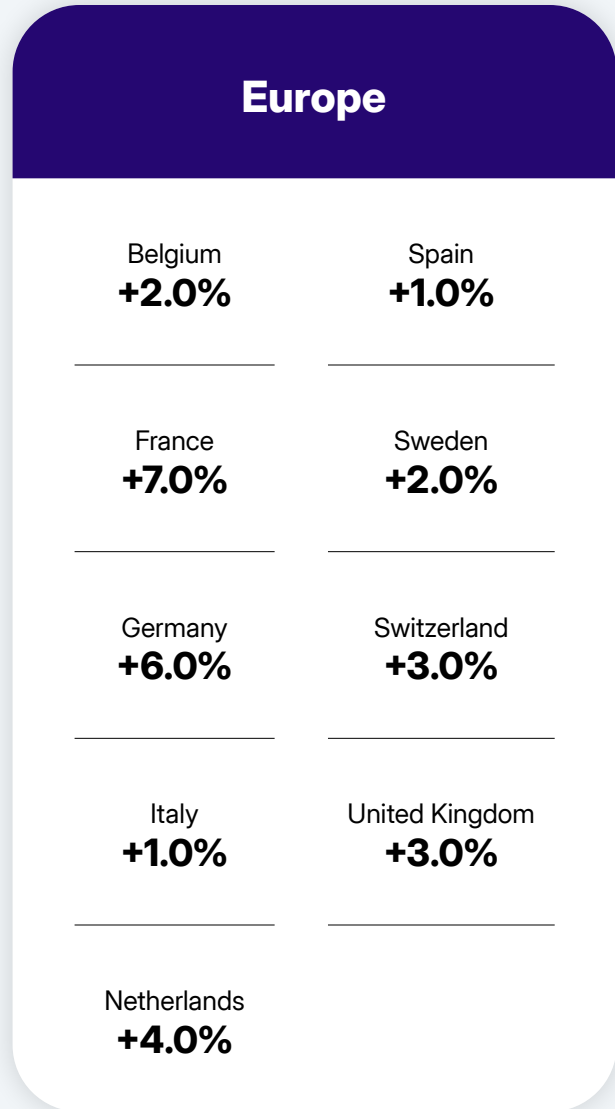 Europe
Belgium
+2.0%
Spain
+1.0%
France
+7.0%
Sweden
+2.0%
Germany
+6.0%
Switzerland
+3.0%
Italy
+1.0%
United Kingdom
+3.0%
Netherlands
+4.0%